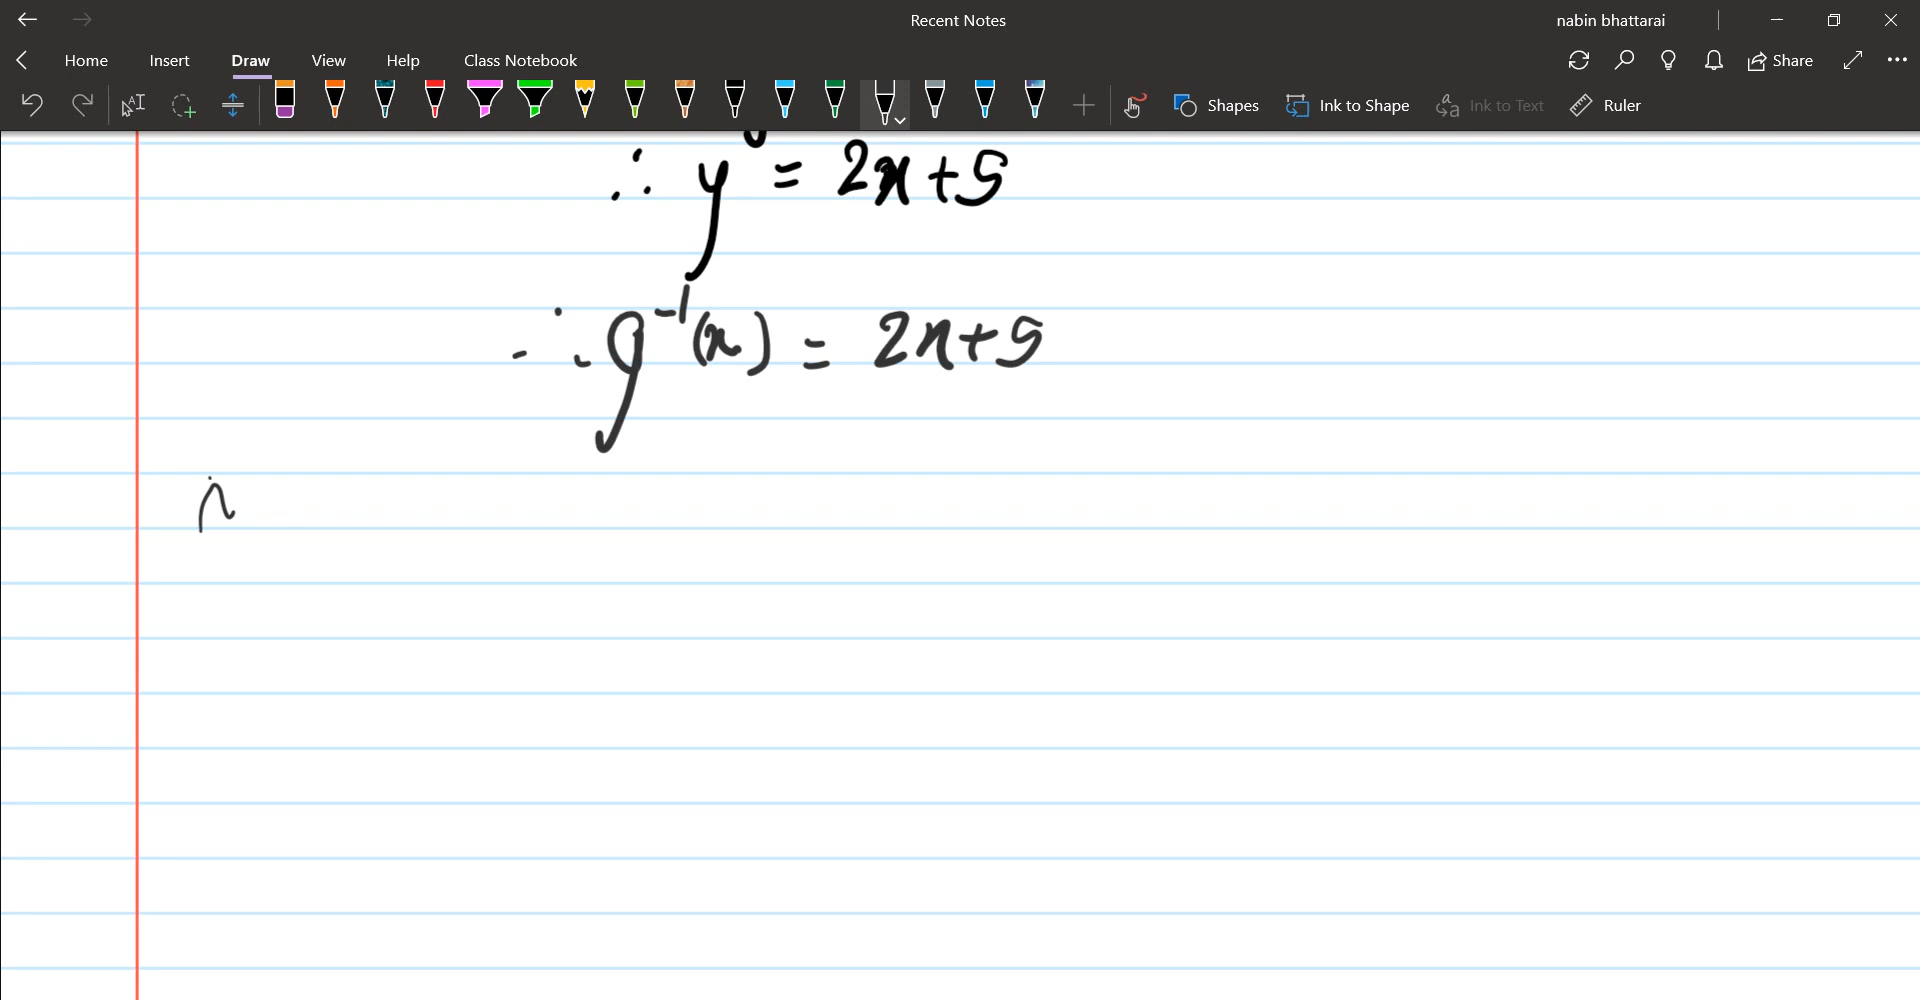 Recent Notes
nabin bhattarai
Home Insert Draw View Help Class Notebook
Share
Shapes Ink to Shape Ink to Text Ruler
∴ y = 2x+5
∴ g⁻¹(x) = 2x+5